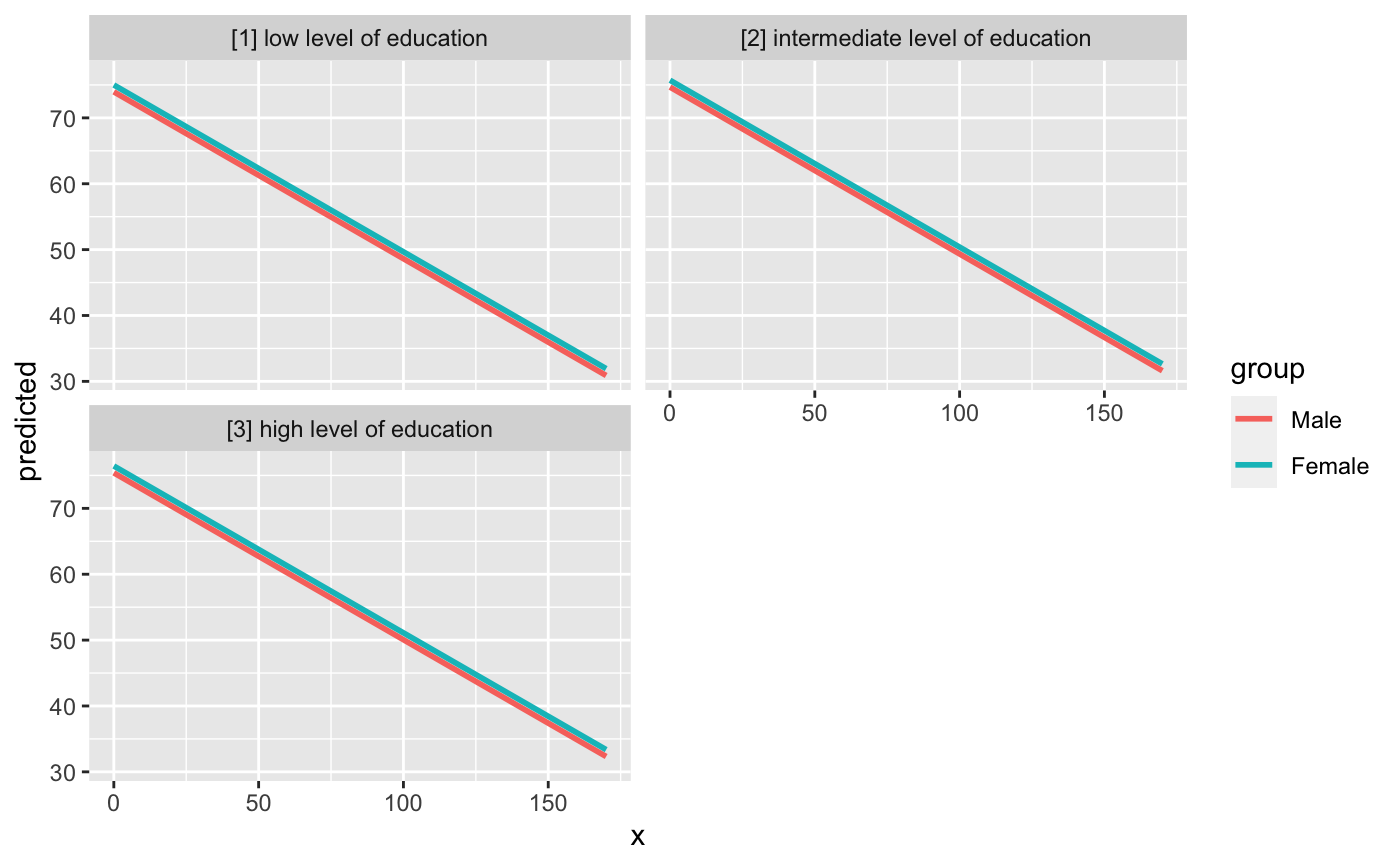 [1] low level of education
[2] intermediate level of education
70
60
50
40
30
0 50 100 150
[3] high level of education
70
60
50
40
30
0 50 100 150
predicted
x
group
Male
Female